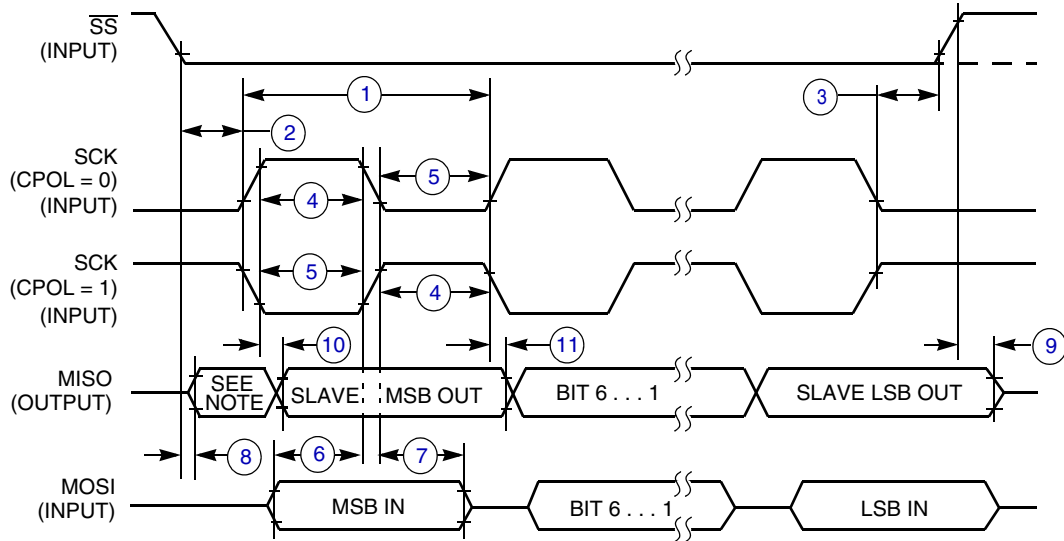 SS
(INPUT)
1
3
2
SCK
(CPOL = 0)
(INPUT)
5
4
SCK
(CPOL = 1)
(INPUT)
5
4
10
11
9
MISO
(OUTPUT)
SEE
NOTE
SLAVE
MSB OUT
BIT 6 . . . 1
SLAVE LSB OUT
8
6
7
MOSI
(INPUT)
MSB IN
BIT 6 . . . 1
LSB IN